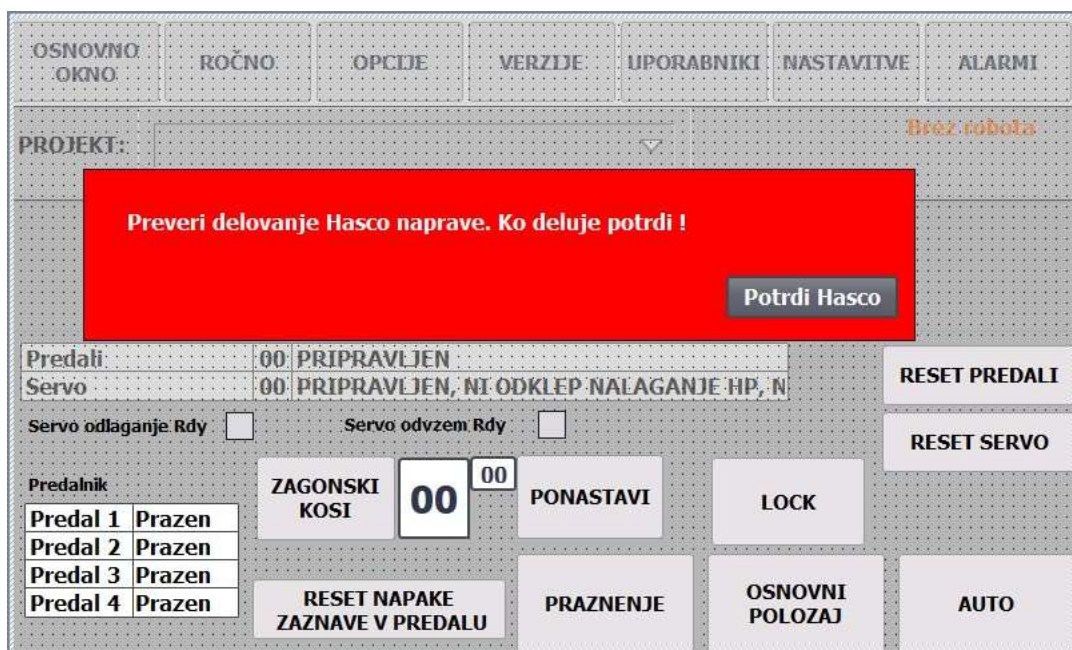 OSNOVNO
OKNO
ROČNO
OPCIJE
VERZIJE
UPORABNIKI
NASTAVITVE
ALARMI
PROJEKT:
Brez robota
Preveri delovanje Hasco naprave. Ko deluje potrdi !
Potrdi Hasco
Predali 00 PRIPRAVLJEN
Servo 00 PRIPRAVLJEN, NI ODKLEP NALAGANJE HP, N
RESET PREDALI
Servo odlaganje Rdy
Servo odvzem Rdy
RESET SERVO
Predalnik
Predal 1 Prazen
Predal 2 Prazen
Predal 3 Prazen
Predal 4 Prazen
ZAGONSKI
KOSI
00
00
PONASTAVI
LOCK
RESET NAPAKE
ZAZNAVE V PREDALU
PRAZNENJE
OSNOVNI
POLOZAJ
AUTO